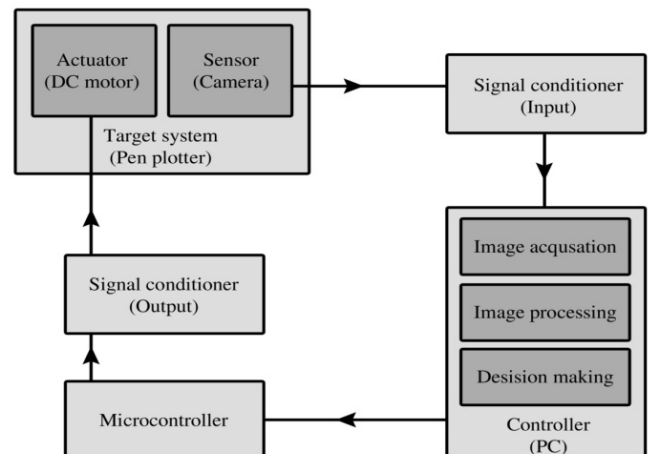 Actuator
(DC motor)
Sensor
(Camera)
Target system
(Pen plotter)
Signal conditioner
(Input)
Image acqusation
Image processing
Desision making
Controller
(PC)
Signal conditioner
(Output)
Microcontroller